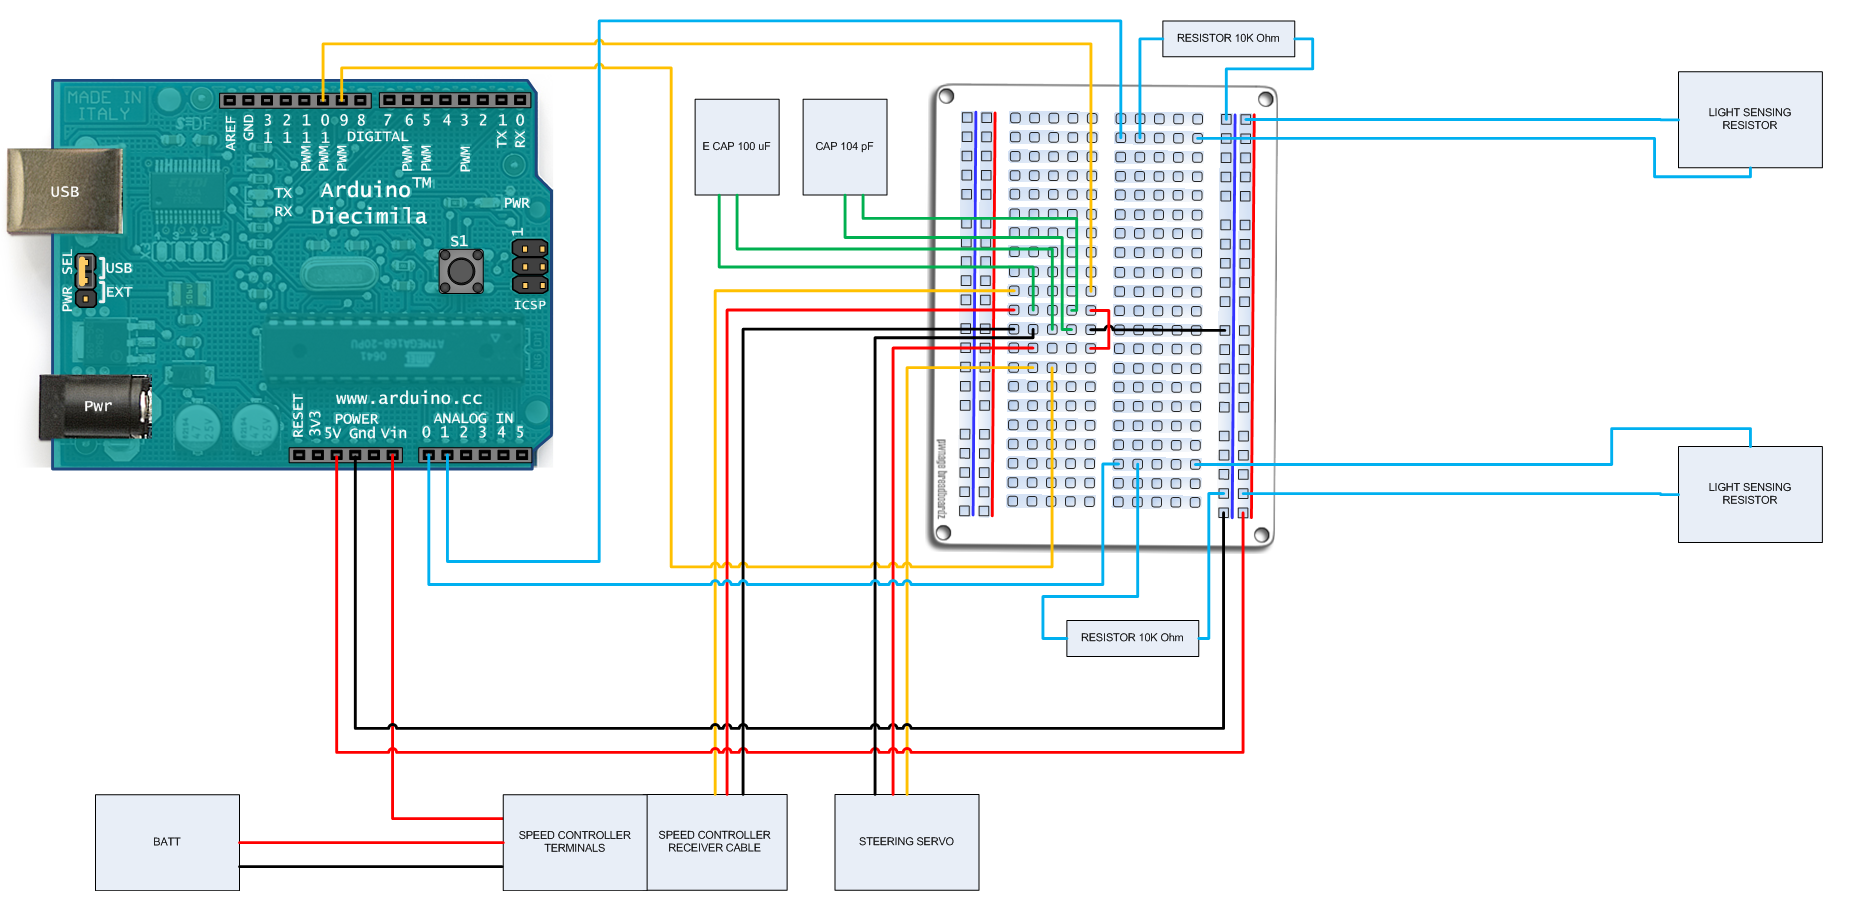 RESISTOR 10K Ohm
LIGHT SENSING
RESISTOR
E CAP 100 uF
CAP 104 pF
MADE IN
ITALY
AREF
GND
13
12
PWM 11
PWM 10
PWM 9
8
7
PWM 6
PWM 5
4
PWM 3
2
TX 1
RX 0
DIGITAL
USB
TX
RX
Arduino™
Diecimila
PWR
S1
1
ICSP
PWR SEL
USB
EXT
ATMEGA168-20PU
0641
Pwr
www.arduino.cc
RESET
3V3
POWER
5V Gnd Vin
ANALOG IN
0 1 2 3 4 5
LIGHT SENSING
RESISTOR
RESISTOR 10K Ohm
BATT
SPEED CONTROLLER
TERMINALS
SPEED CONTROLLER
RECEIVER CABLE
STEERING SERVO